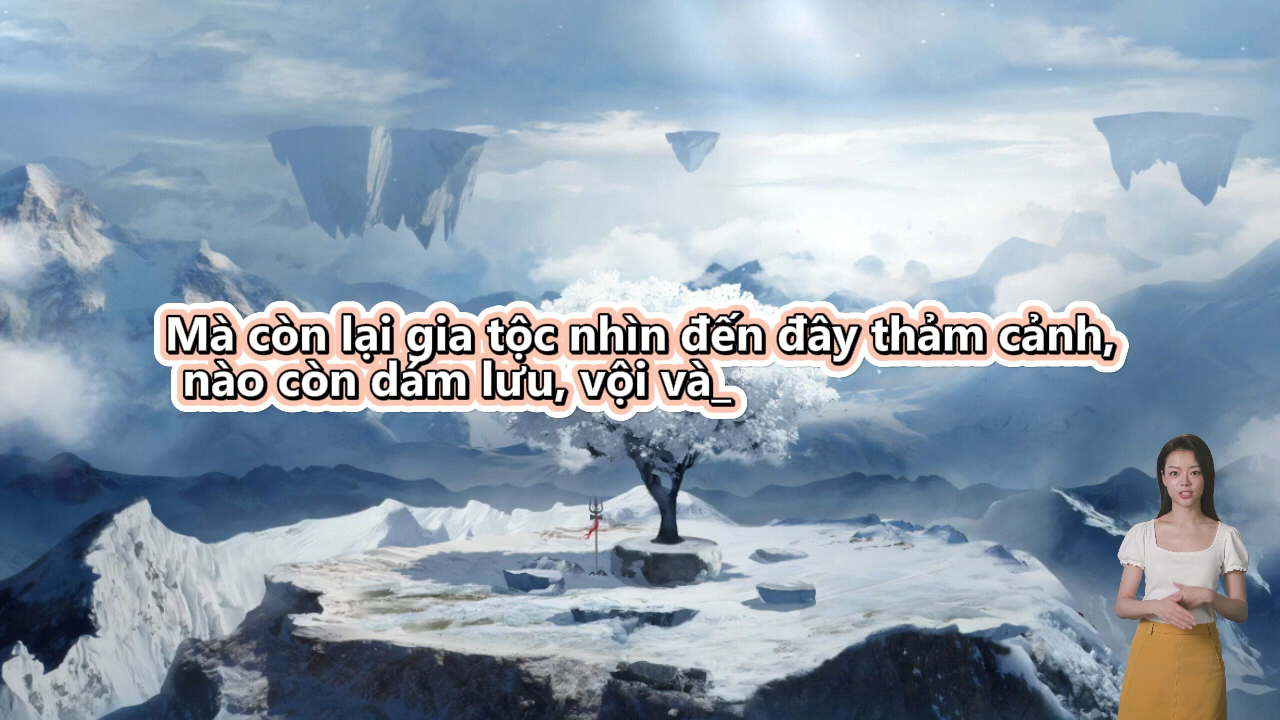 Mà còn lại gia tộc nhìn đến đây thảm cảnh,
nào còn dám lưu, vội và_